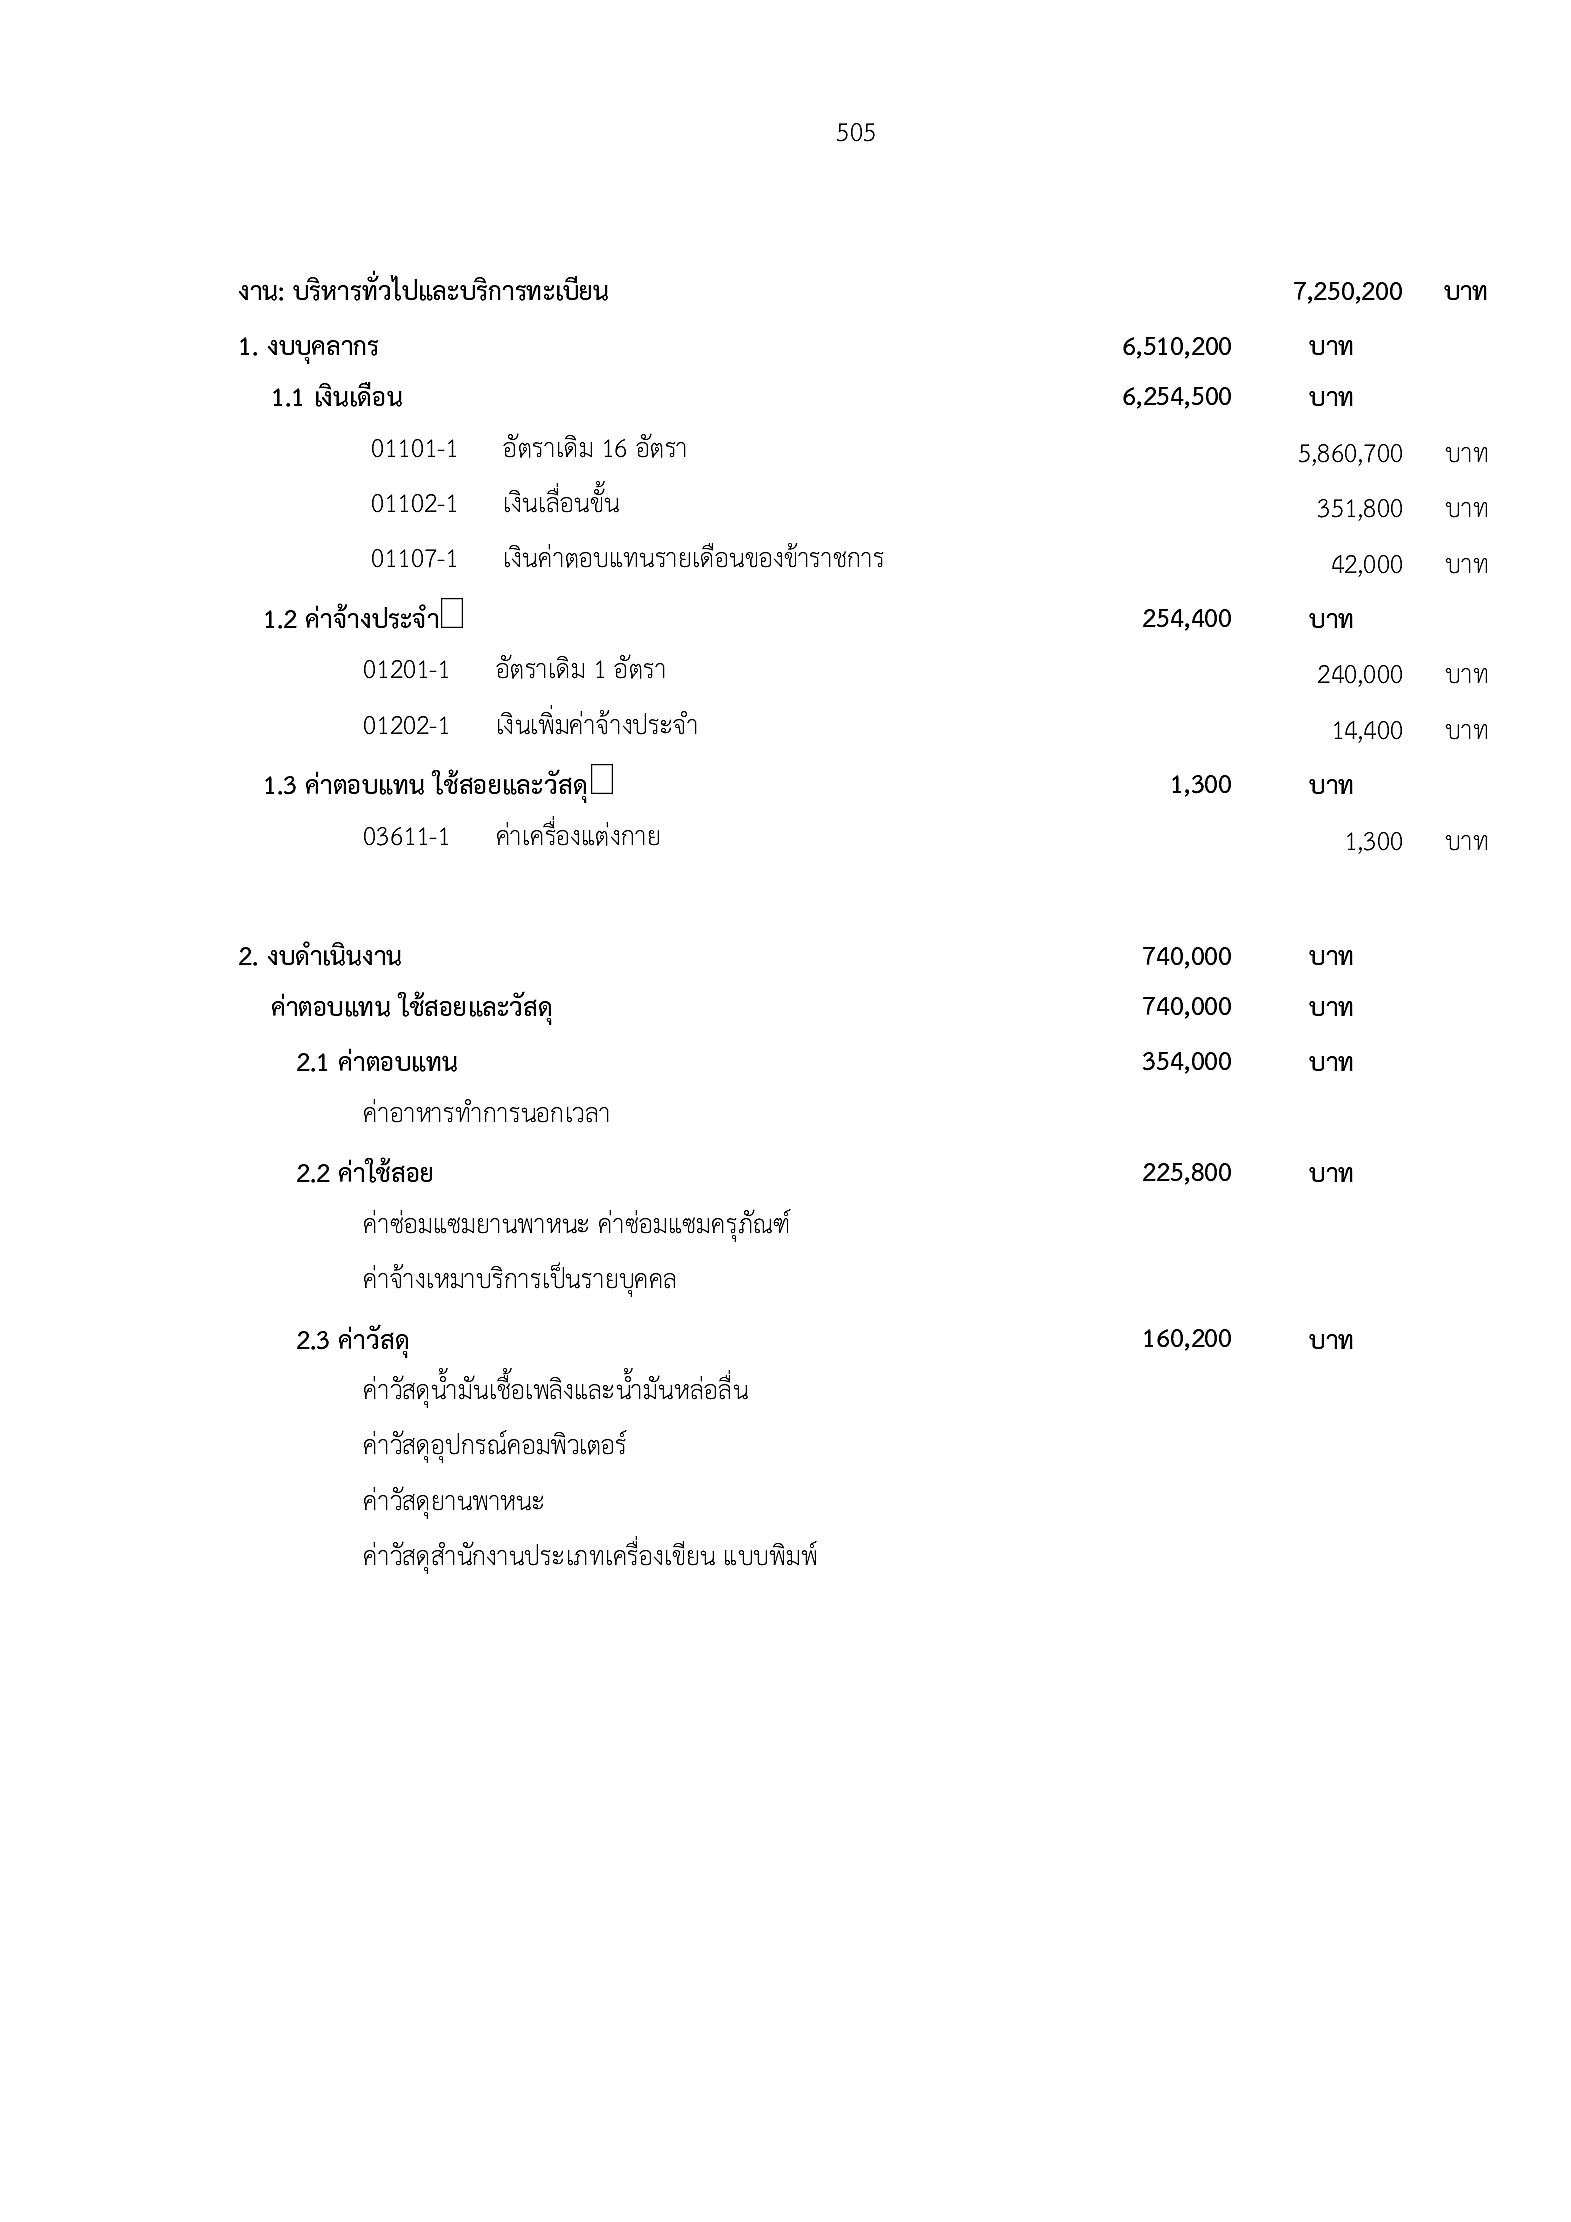 505
งาน: บริหารทั่วไปและบริการทะเบียน 7,250,200 บาท
1. งบบุคลากร 6,510,200 บาท
1.1 เงินเดือน 6,254,500 บาท
01101-1 อัตราเดิม 16 อัตรา 5,860,700 บาท
01102-1 เงินเลื่อนขั้น 351,800 บาท
01107-1 เงินค่าตอบแทนรายเดือนของข้าราชการ 42,000 บาท
1.2 ค่าจ้างประจำ 254,400 บาท
01201-1 อัตราเดิม 1 อัตรา 240,000 บาท
01202-1 เงินเพิ่มค่าจ้างประจำ 14,400 บาท
1.3 ค่าตอบแทน ใช้สอยและวัสดุ 1,300 บาท
03611-1 ค่าเครื่องแต่งกาย 1,300 บาท
2. งบดำเนินงาน 740,000 บาท
ค่าตอบแทน ใช้สอยและวัสดุ 740,000 บาท
2.1 ค่าตอบแทน 354,000 บาท
ค่าอาหารทำการนอกเวลา
2.2 ค่าใช้สอย 225,800 บาท
ค่าซ่อมแซมยานพาหนะ ค่าซ่อมแซมครุภัณฑ์
ค่าจ้างเหมาบริการเป็นรายบุคคล
2.3 ค่าวัสดุ 160,200 บาท
ค่าวัสดุน้ำมันเชื้อเพลิงและน้ำมันหล่อลื่น
ค่าวัสดุอุปกรณ์คอมพิวเตอร์
ค่าวัสดุยานพาหนะ
ค่าวัสดุสำนักงานประเภทเครื่องเขียน แบบพิมพ์